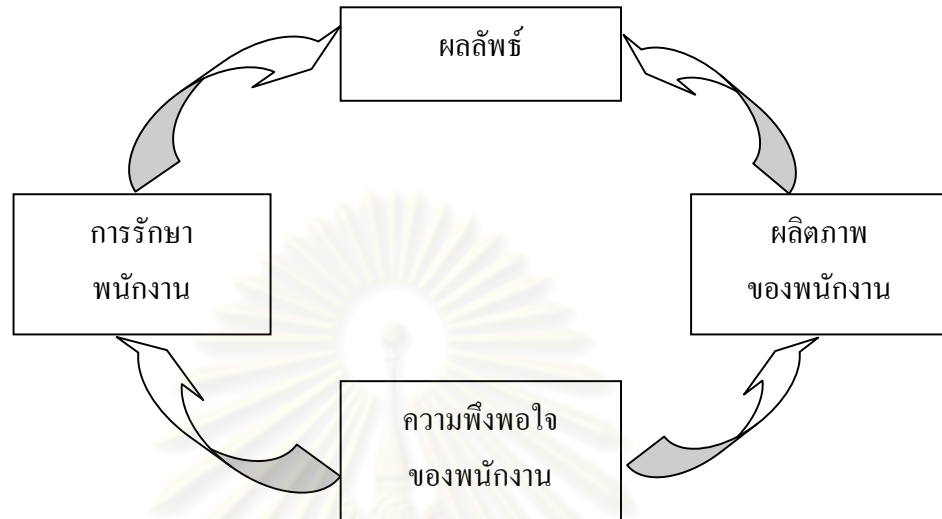 ผลลัพธ์
การรักษา
พนักงาน
ผลิตภาพ
ของพนักงาน
ความพึงพอใจ
ของพนักงาน